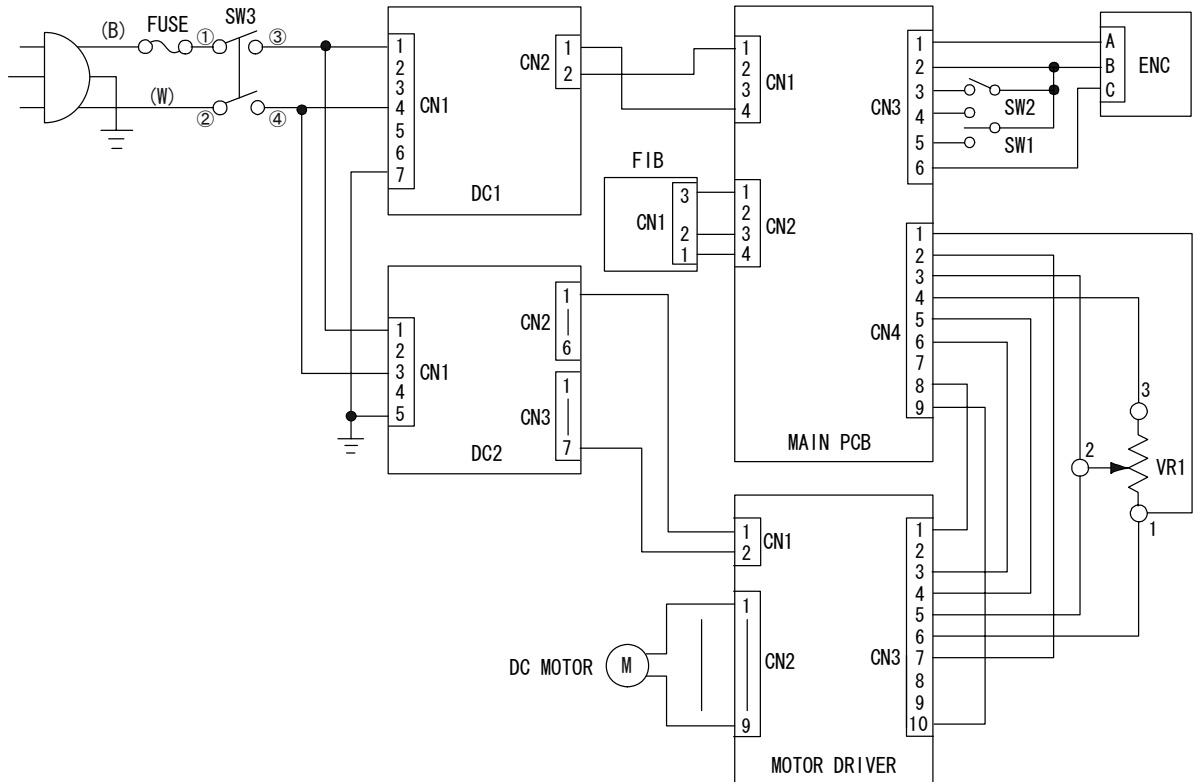 (B)
FUSE
①
SW3
③
(W)
②
④
1
2
3
4
5
6
7
CN1
CN2
1
2
DC1
1
2
3
4
5
CN1
CN2
1
6
CN3
1
7
DC2
FIB
CN1
3
2
1
1
2
3
4
CN1
1
2
3
4
CN2
CN3
1
2
3
4
5
6
SW2
SW1
A
B
C
ENC
CN4
1
2
3
4
5
6
7
8
9
MAIN PCB
3
2
VR1
1
1
2
CN1
DC MOTOR
M
1
9
CN2
CN3
1
2
3
4
5
6
7
8
9
10
MOTOR DRIVER